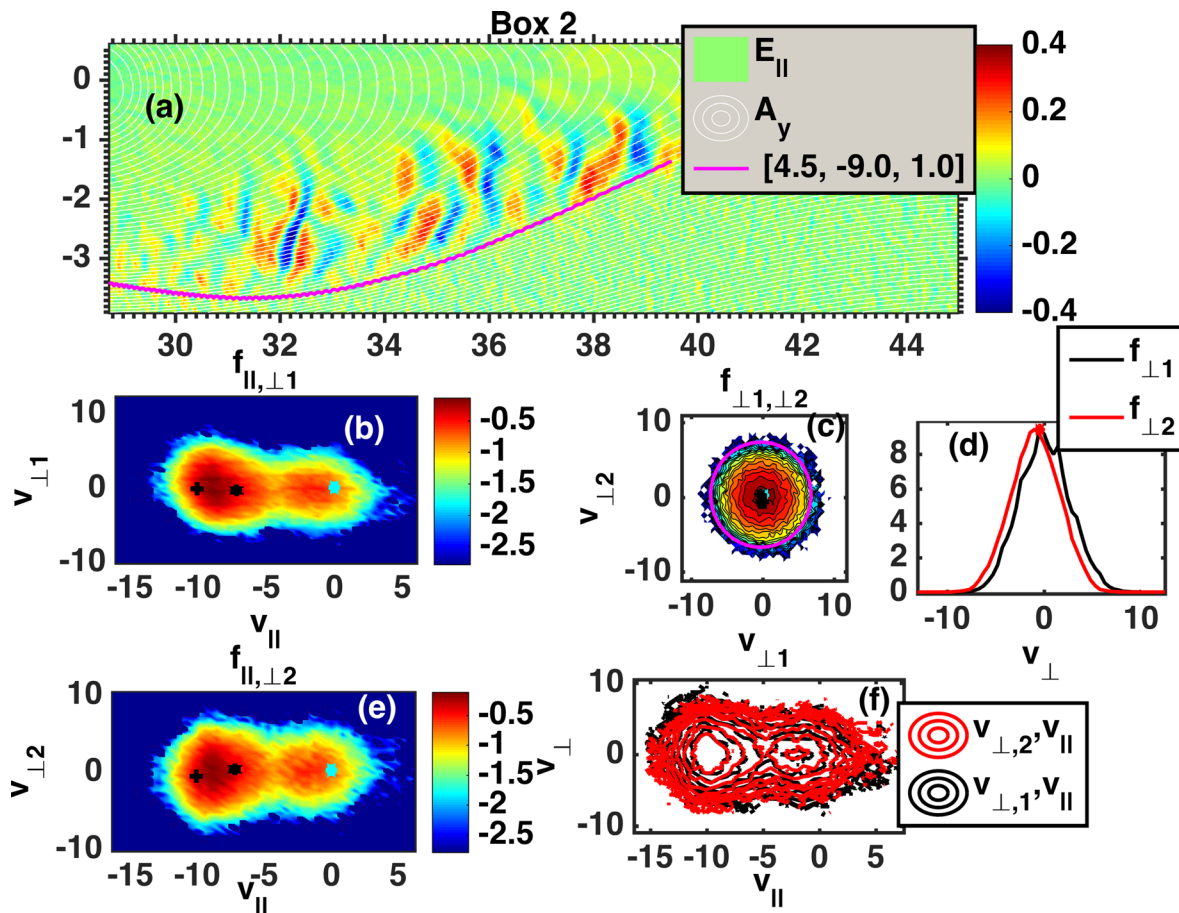 Box 2
E||
Ay
[4.5, -9.0, 1.0]
(a)
0
-1
-2
-3
30 32 34 36 38 40 42 44
0.4
0.2
0
-0.2
-0.4
f||,⊥1
(b)
v⊥1
10
0
-10
-15 -10 -5 0 5
v||
-0.5
-1
-1.5
-2
-2.5
f⊥1,⊥2
(c)
v⊥2
10
0
-10
-10 0 10
v⊥1
f⊥1
f⊥2
(d)
8
6
4
2
0
-10 0 10
v⊥
f||,⊥2
(e)
v⊥2
10
0
-10
-15 -10 -5 0 5
v||
-0.5
-1
-1.5
-2
-2.5
(f)
v⊥
10
0
-10
-15 -10 -5 0 5
v||
v⊥,2,v||
v⊥,1,v||